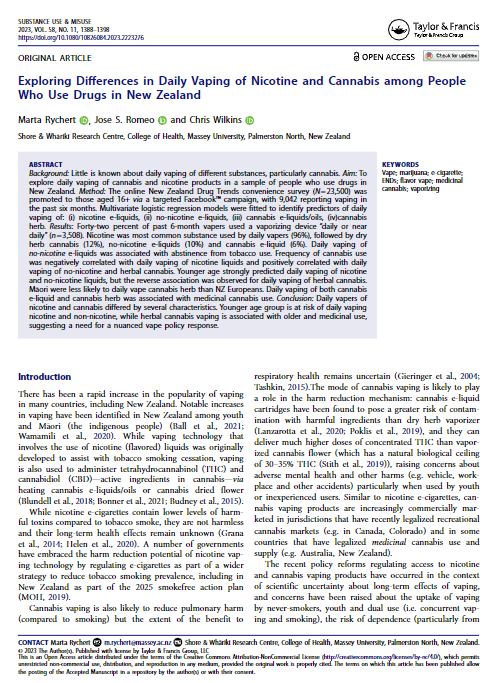 SUBSTANCE USE & MISUSE
2023, VOL. 58, NO. 11, 1388–1398
https://doi.org/10.1080/10826084.2023.2223276
Taylor & Francis
Taylor & Francis Group
ORIGINAL ARTICLE
OPEN ACCESS
Check for updates
Exploring Differences in Daily Vaping of Nicotine and Cannabis among People
Who Use Drugs in New Zealand
Marta Rychert, Jose S. Romeo and Chris Wilkins
Shore & Whāriki Research Centre, College of Health, Massey University, Palmerston North, New Zealand
ABSTRACT
Background: Little is known about daily vaping of different substances, particularly cannabis. Aim: To
explore daily vaping of cannabis and nicotine products in a sample of people who use drugs in
New Zealand. Method: The online New Zealand Drug Trends convenience survey (N=23,500) was
promoted to those aged 16+ via a targeted Facebook™ campaign, with 9,042 reporting vaping in
the past six months. Multivariate logistic regression models were fitted to identify predictors of daily
vaping of: (i) nicotine e-liquids, (ii) no-nicotine e-liquids, (iii) cannabis e-liquids/oils, (iv)cannabis
herb. Results: Forty-two percent of past 6-month vapers used a vaporizing device "daily or near
daily" (n=3,508). Nicotine was most common substance used by daily vapers (96%), followed by dry
herb cannabis (12%), no-nicotine e-liquids (10%) and cannabis e-liquid (6%). Daily vaping of
no-nicotine e-liquids was associated with abstinence from tobacco use. Frequency of cannabis use
was negatively correlated with daily vaping of nicotine liquids and positively correlated with daily
vaping of no-nicotine and herbal cannabis. Younger age strongly predicted daily vaping of nicotine
and no-nicotine liquids, but the reverse association was observed for daily vaping of herbal cannabis.
Māori were less likely to daily vape cannabis herb than NZ Europeans. Daily vaping of both cannabis
e-liquid and cannabis herb was associated with medicinal cannabis use. Conclusion: Daily vapers of
nicotine and cannabis differed by several characteristics. Younger age group is at risk of daily vaping
nicotine and non-nicotine, while herbal cannabis vaping is associated with older and medicinal use,
suggesting a need for a nuanced vape policy response.
KEYWORDS
Vape; marijuana; e-cigarette;
ENDs; flavor vape; medicinal
cannabis; vaporizing
Introduction
There has been a rapid increase in the popularity of vaping
in many countries, including New Zealand. Notable increases
in vaping have been identified in New Zealand among youth
and Māori (the indigenous people) (Ball et al., 2021;
Wamamili et al., 2020). While vaping technology that
involves the use of nicotine (flavored) liquids was originally
developed to assist with tobacco smoking cessation, vaping
is also used to administer tetrahydrocannabinol (THC) and
cannabidiol (CBD)—active ingredients in cannabis—via
heating cannabis e-liquids/oils or cannabis dried flower
(Blundell et al., 2018; Bonner et al., 2021; Budney et al., 2015).
While nicotine e-cigarettes contain lower levels of harm-
ful toxins compared to tobacco smoke, they are not harmless
and their long-term health effects remain unknown (Grana
et al., 2014; Helen et al., 2020). A number of governments
have embraced the harm reduction potential of nicotine vap-
ing technology by regulating e-cigarettes as part of a wider
strategy to reduce tobacco smoking prevalence, including in
New Zealand as part of the 2025 smokefree action plan
(MOH, 2019).
Cannabis vaping is also likely to reduce pulmonary harm
(compared to smoking) but the extent of the benefit to
respiratory health remains uncertain (Gieringer et al., 2004;
Tashkin, 2015).The mode of cannabis vaping is likely to play
a role in the harm reduction mechanism: cannabis e-liquid
cartridges have been found to pose a greater risk of contam-
ination with harmful ingredients than dry herb vaporizer
(Lanzarotta et al., 2020; Poklis et al., 2019), and they can
deliver much higher doses of concentrated THC than vapor-
ized cannabis flower (which has a natural biological ceiling
of 30–35% THC (Stith et al., 2019)), raising concerns about
adverse mental health and other harms (e.g. vehicle, work-
place and other accidents) particularly when used by youth
or inexperienced users. Similar to nicotine e-cigarettes, can-
nabis vaping products are increasingly commercially mar-
keted in jurisdictions that have recently legalized recreational
cannabis markets (e.g. in Canada, Colorado) and in some
countries that have legalized medicinal cannabis use and
supply (e.g. Australia, New Zealand).
The recent policy reforms regulating access to nicotine
and cannabis vaping products have occurred in the context
of scientific uncertainty about long-term effects of vaping,
and concerns have been raised about the uptake of vaping
by never-smokers, youth and dual use (i.e. concurrent vap-
ing and smoking), the risk of dependence (particularly from
CONTACT Marta Rychert m.rychert@massey.ac.nz Shore & Whāriki Research Centre, College of Health, Massey University, Palmerston North, New Zealand.
© 2023 The Author(s). Published with license by Taylor & Francis Group, LLC
This is an Open Access article distributed under the terms of the Creative Commons Attribution-NonCommercial License (http://creativecommons.org/licenses/by-nc/4.0/), which permits
unrestricted non-commercial use, distribution, and reproduction in any medium, provided the original work is properly cited. The terms on which this article has been published allow
the posting of the Accepted Manuscript in a repository by the author(s) or with their consent.